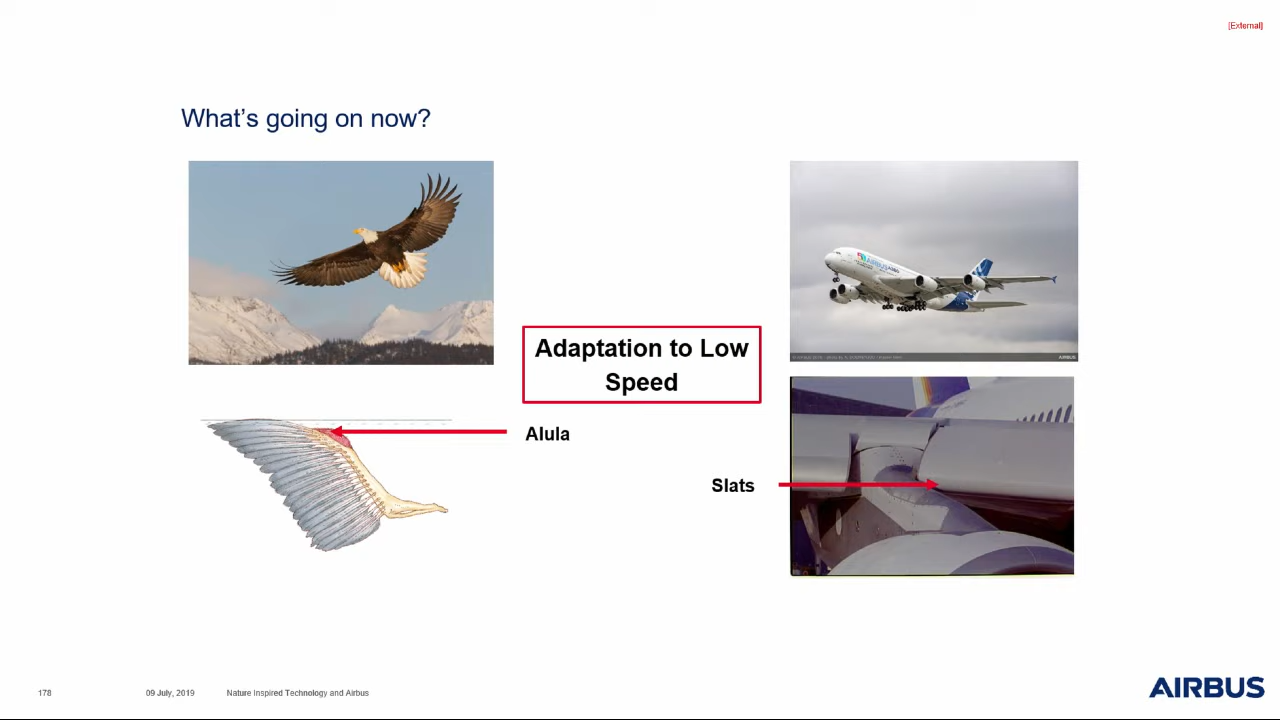 [External]
What's going on now?
Adaptation to Low
Speed
Alula
Slats
AIRBUS
178
09 July, 2019
Nature Inspired Technology and Airbus
AIRBUS